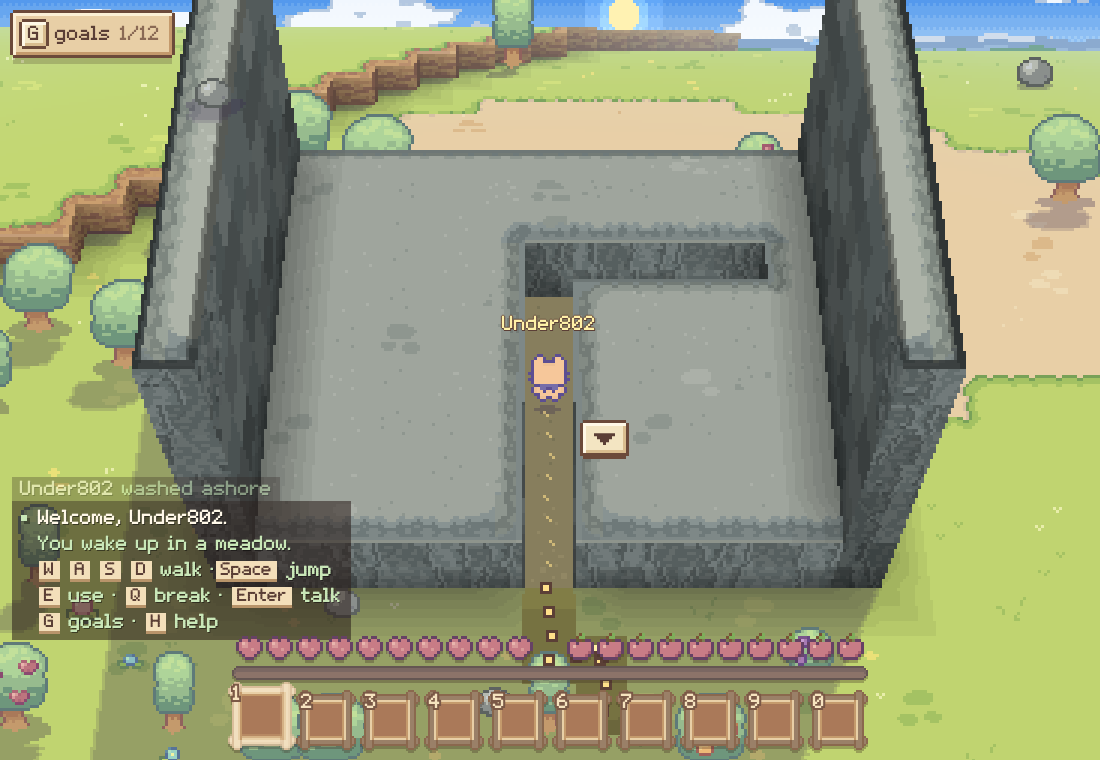 G goals 1/12
Under802
Under802 washed ashore
Welcome, Under802.
You wake up in a meadow.
W A S D walk · Space jump
E use · Q break · Enter talk
G goals · H help
1 2 3 4 5 6 7 8 9 0